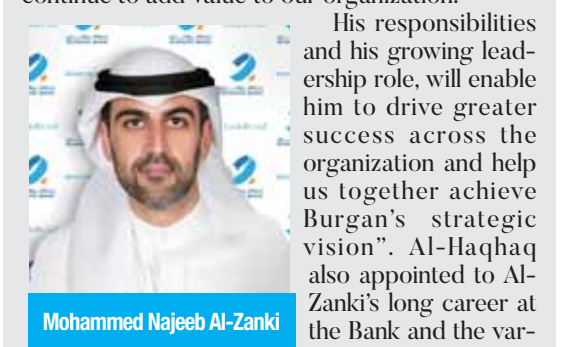 continue to add value to our organization.
His responsibilities
and his growing lead-
ership role, will enable
him to drive greater
success across the
organization and help
us together achieve
Burgan's strategic
vision”. Al-Haqhaq
also appointed to Al-
Zanki's long career at
the Bank and the var-
Mohammed Najeeb Al-Zanki